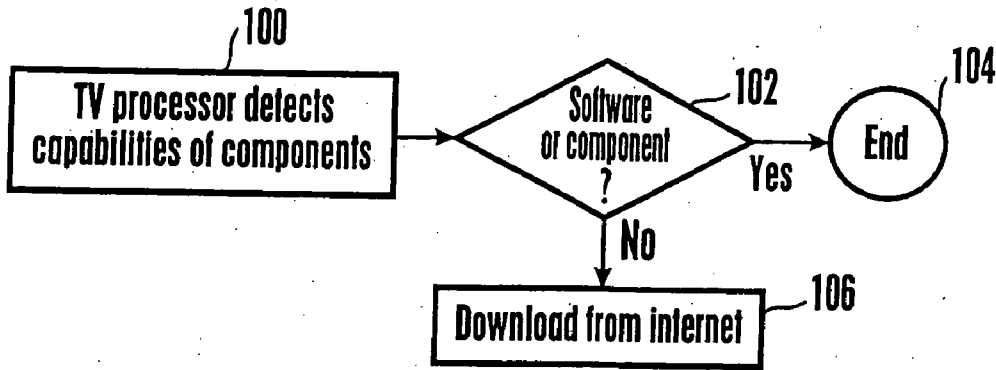 100
TV processor detects
capabilities of components
Software
or component
?
102
Yes
104
End
No
Download from internet
106